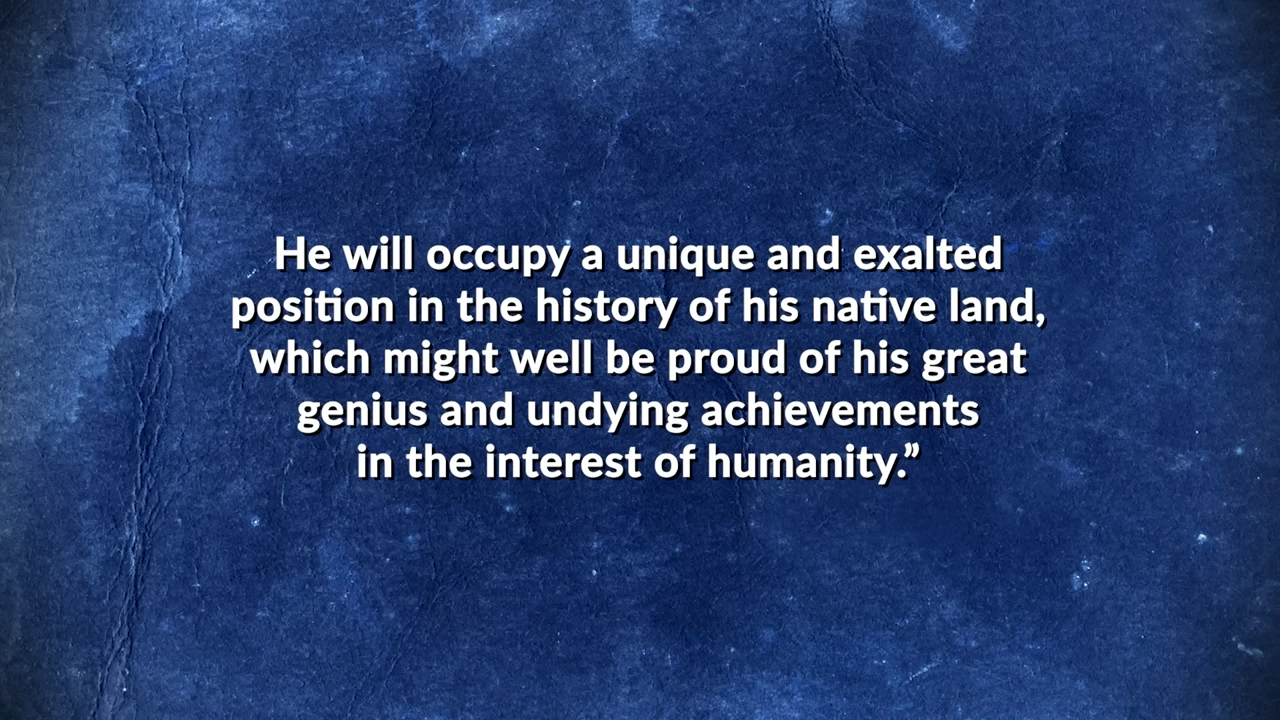 He will occupy a unique and exalted
position in the history of his native land,
which might well be proud of his great
genius and undying achievements
in the interest of humanity.”